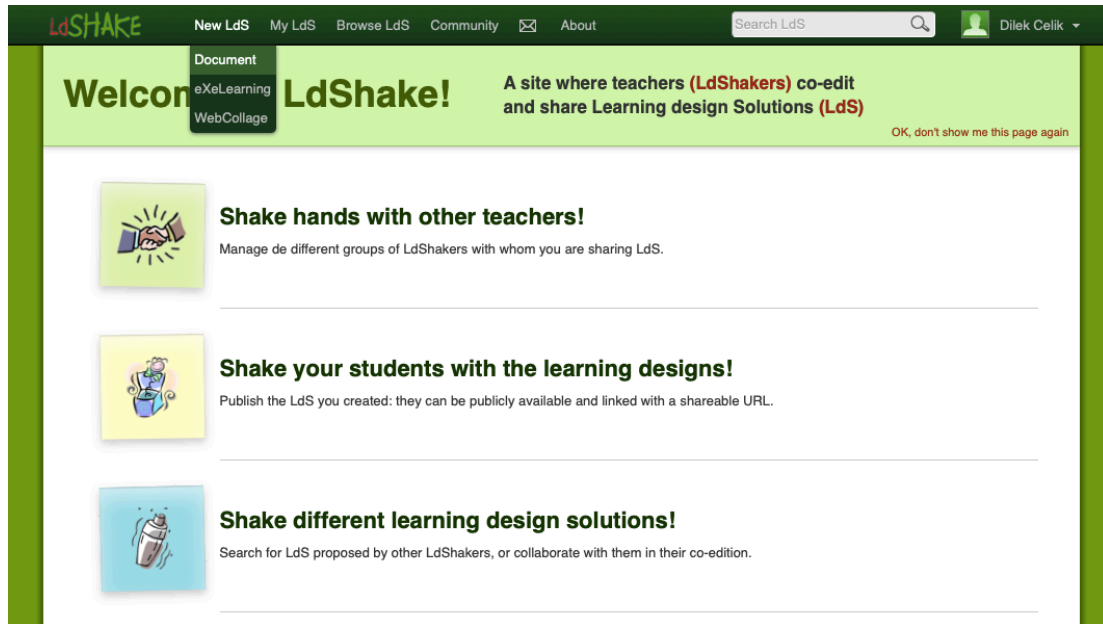 LdSHAKE New LdS My LdS Browse LdS Community About Search LdS Dilek Celik
Document
eXeLearning
WebCollage
Welcom LdShake!
A site where teachers (LdShakers) co-edit
and share Learning design Solutions (LdS)
OK, don't show me this page again
Shake hands with other teachers!
Manage de different groups of LdShakers with whom you are sharing LdS.
Shake your students with the learning designs!
Publish the LdS you created: they can be publicly available and linked with a shareable URL.
Shake different learning design solutions!
Search for LdS proposed by other LdShakers, or collaborate with them in their co-edition.